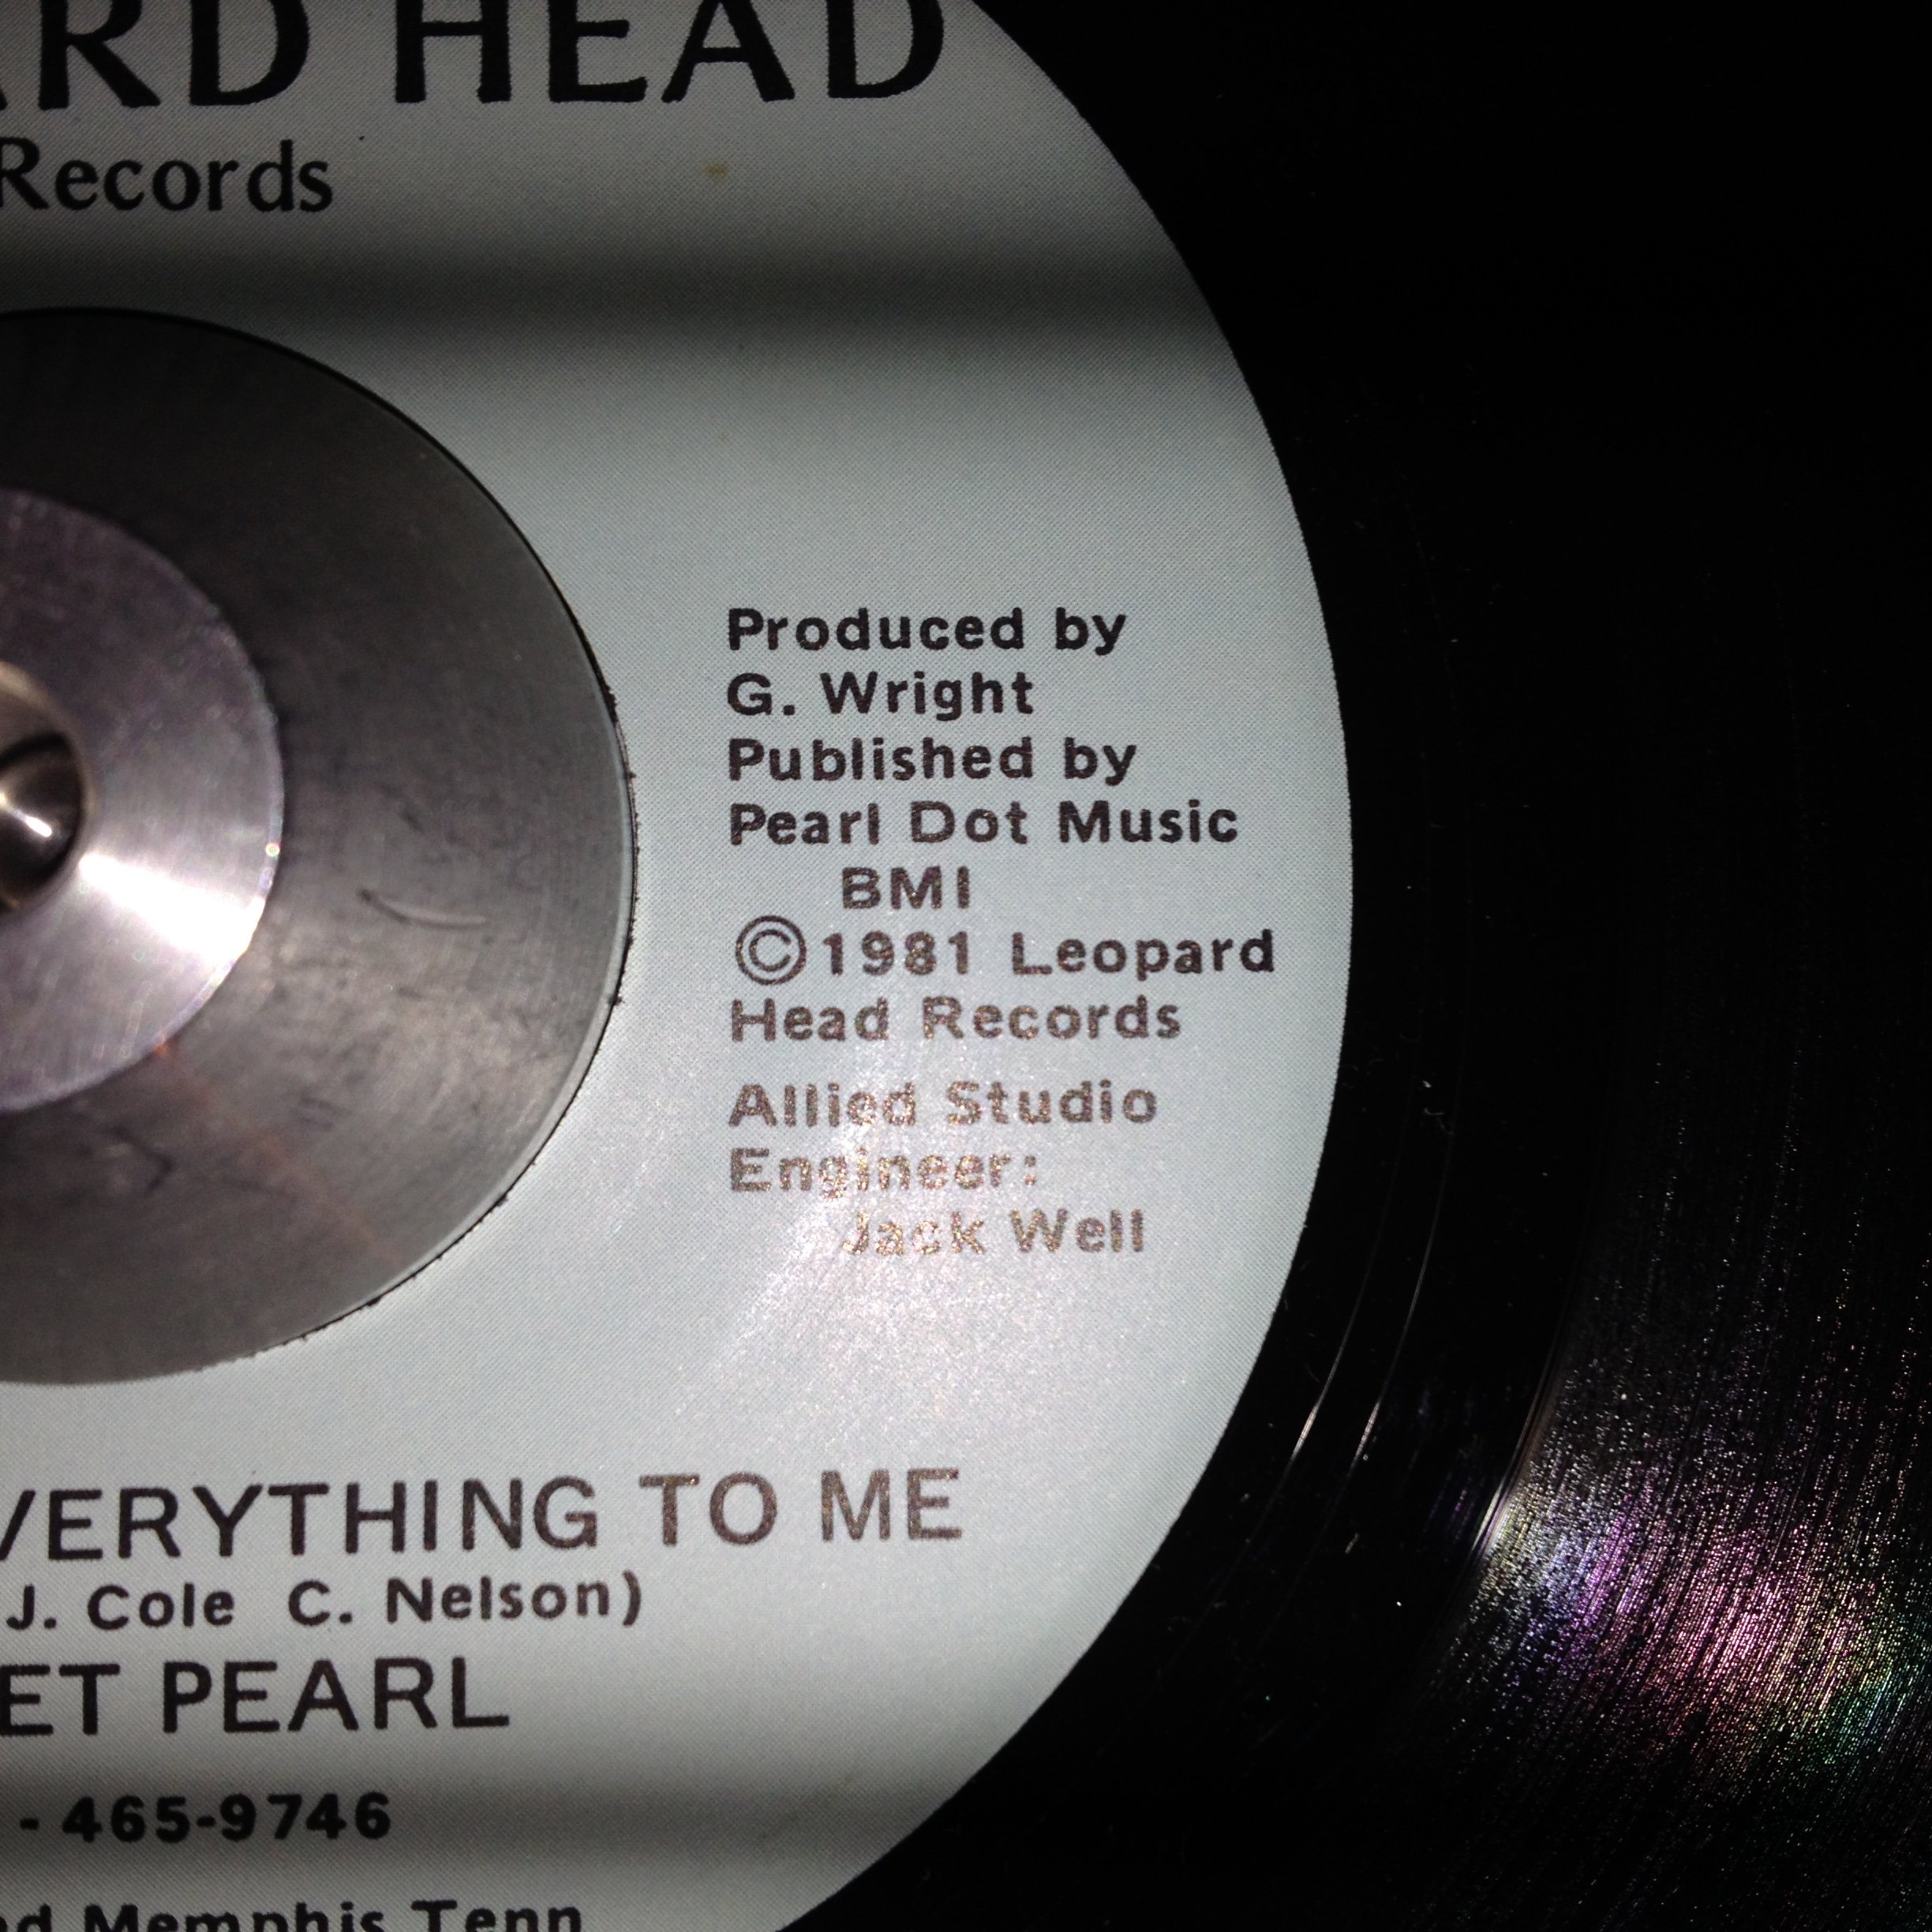 ARD HEAD
Records
Produced by
G. Wright
Published by
Pearl Dot Music
BMI
©1981 Leopard
Head Records
Allied Studio
Engineer:
Jack Well
VERYTHING TO ME
J. Cole C. Nelson)
ET PEARL
- 465-9746
d Memphis Tenn